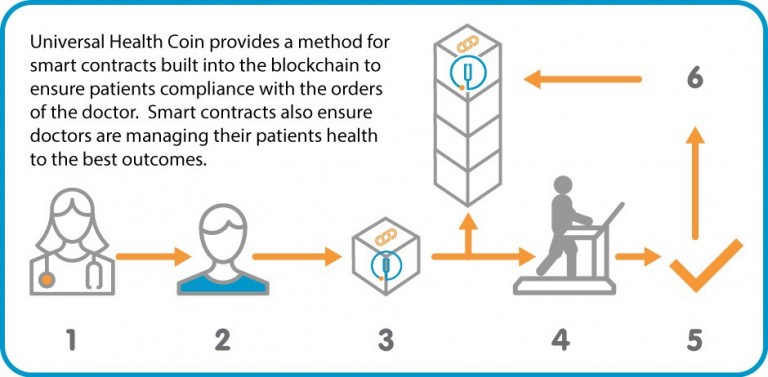 Universal Health Coin provides a method for
smart contracts built into the blockchain to
ensure patients compliance with the orders
of the doctor.  Smart contracts also ensure
doctors are managing their patients health
to the best outcomes.
6
1 2 3 4 5